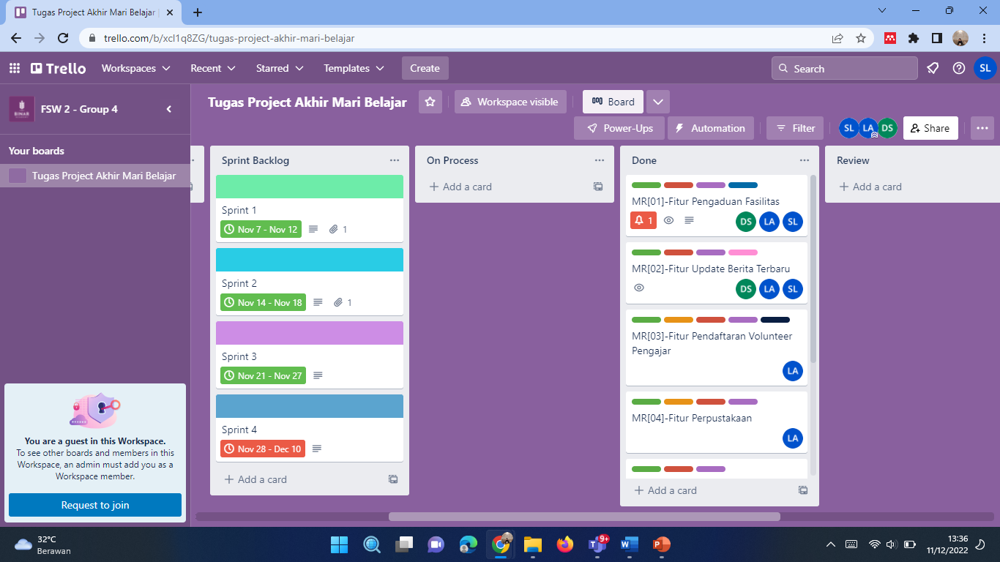 Tugas Project Akhir Mari Belajar |
trello.com/b/xcl1q8ZG/tugas-project-akhir-mari-belajar
Trello
Workspaces
Recent
Starred
Templates
Create
Search
SL
BINAR
FSW 2 - Group 4
Your boards
Tugas Project Akhir Mari Belajar
You are a guest in this Workspace.
To see other boards and members in this
Workspace, an admin must add you as a
Workspace member.
Request to join
Tugas Project Akhir Mari Belajar
Workspace visible
Board
Power-Ups
Automation
Filter
SL LA DS
Share
Sprint Backlog
Sprint 1
Nov 7 - Nov 12
1
Sprint 2
Nov 14 - Nov 18
1
Sprint 3
Nov 21 - Nov 27
Sprint 4
Nov 28 - Dec 10
+ Add a card
On Process
+ Add a card
Done
MR[01]-Fitur Pengaduan Fasilitas
1
DS LA SL
MR[02]-Fitur Update Berita Terbaru
DS LA SL
MR[03]-Fitur Pendaftaran Volunteer
Pengajar
LA
MR[04]-Fitur Perpustakaan
LA
+ Add a card
Review
+ Add a card
32°C
Berawan
9+
13:36
11/12/2022